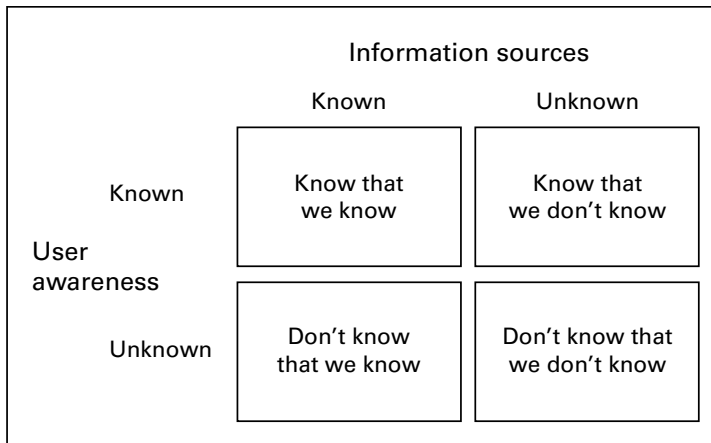 Information sources
Known
Unknown
Known
Know that
we know
Know that
we don’t know
User
awareness
Unknown
Don’t know
that we know
Don’t know that
we don’t know